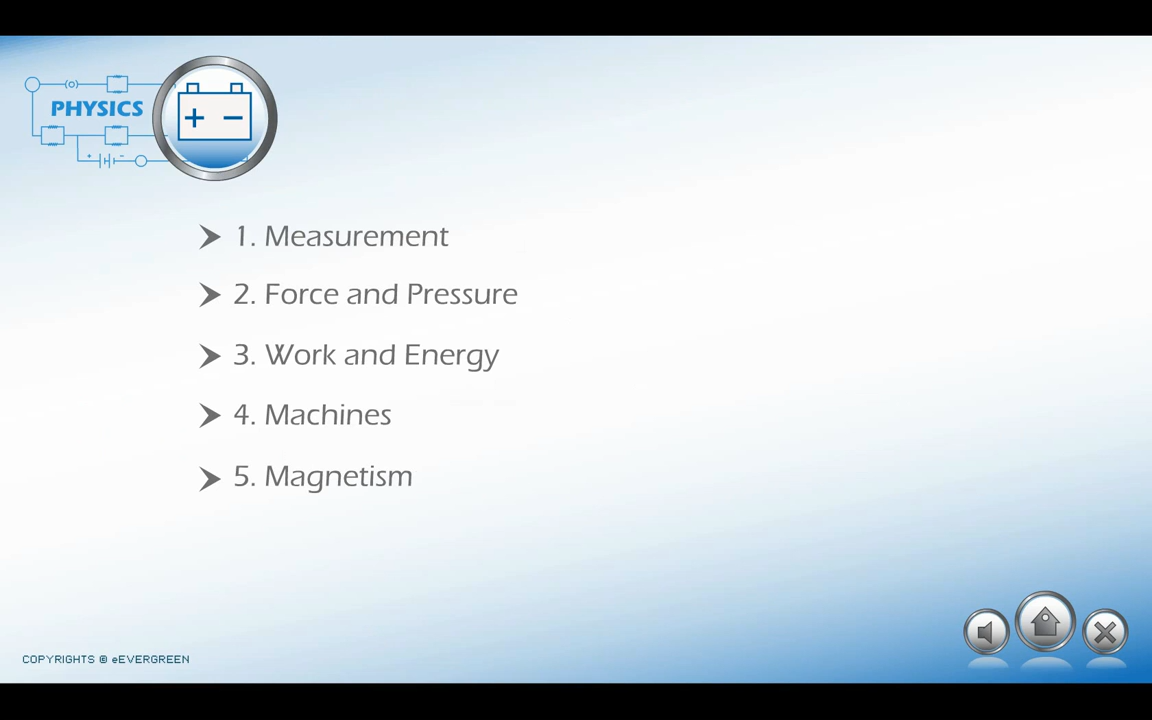 PHYSICS
1. Measurement
2. Force and Pressure
3. Work and Energy
4. Machines
5. Magnetism
COPYRIGHTS @ eEVERGREEN